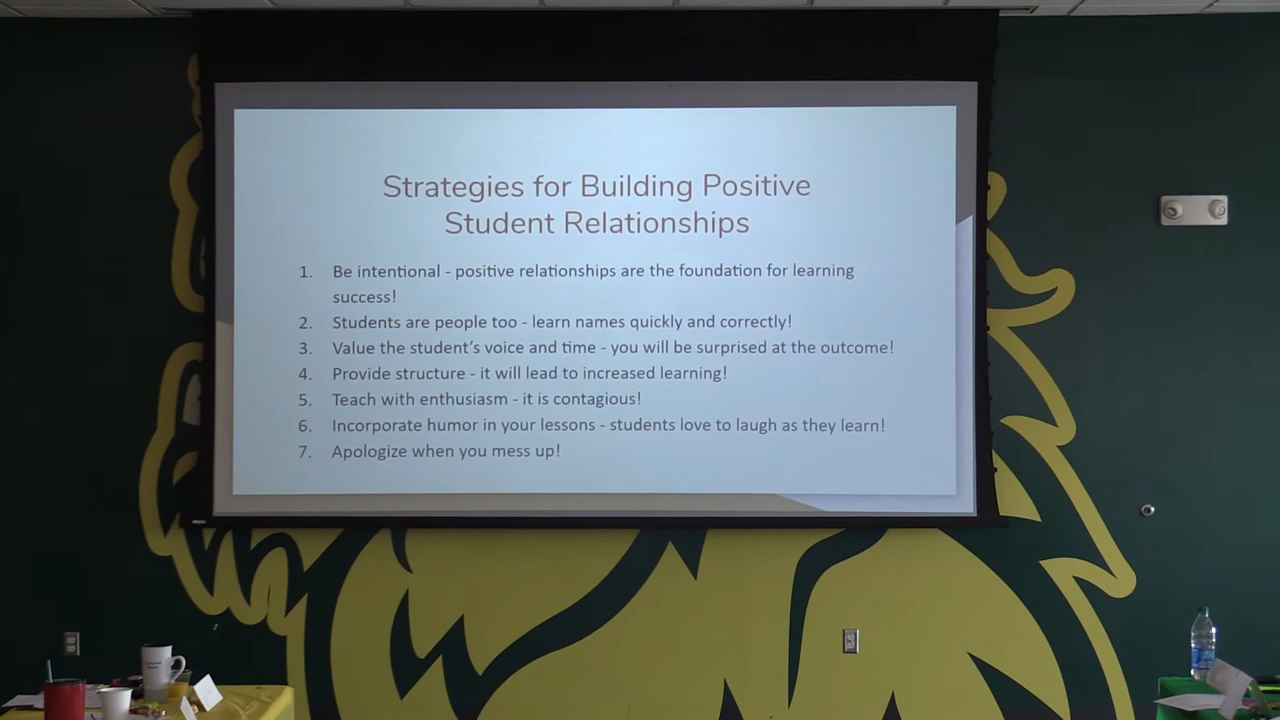 Strategies for Building Positive
Student Relationships
1. Be intentional - positive relationships are the foundation for learning
success!
2. Students are people too - learn names quickly and correctly!
3. Value the student's voice and time - you will be surprised at the outcome!
4. Provide structure - it will lead to increased learning!
5. Teach with enthusiasm - it is contagious!
6. Incorporate humor in your lessons - students love to laugh as they learn!
7. Apologize when you mess up!